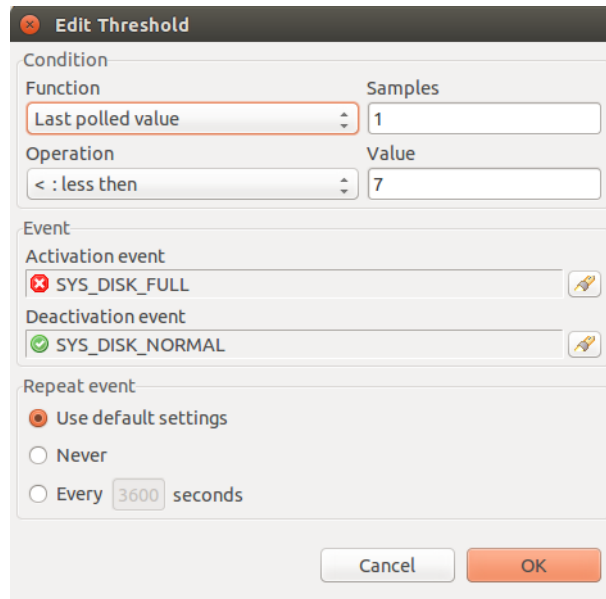 Edit Threshold
Condition
Function Samples
Last polled value 1
Operation Value
< : less then 7
Event
Activation event
SYS_DISK_FULL
Deactivation event
SYS_DISK_NORMAL
Repeat event
Use default settings
Never
Every 3600 seconds
Cancel OK